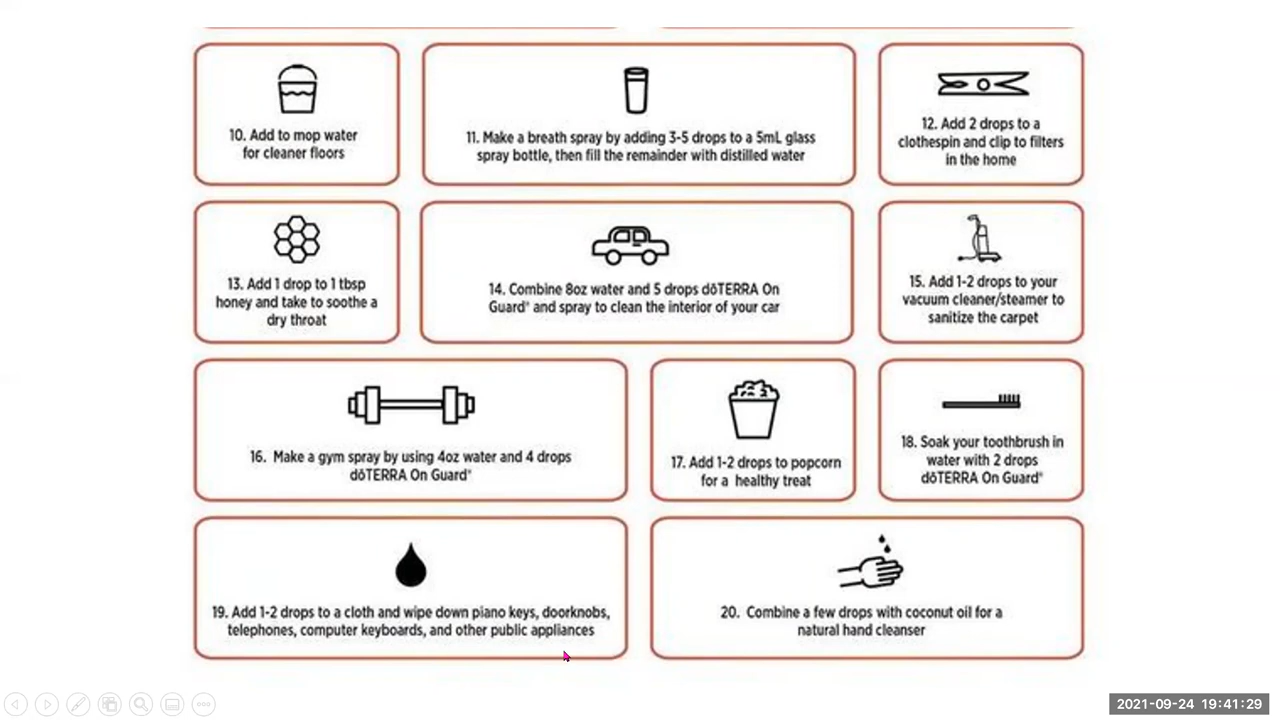 10. Add to mop water
for cleaner floors
11. Make a breath spray by adding 3-5 drops to a 5mL glass
spray bottle, then fill the remainder with distilled water
12. Add 2 drops to a
clothespin and clip to filters
in the home
13. Add 1 drop to 1 tbsp
honey and take to soothe a
dry throat
14. Combine 8oz water and 5 drops dōTERRA On
Guard® and spray to clean the interior of your car
15. Add 1-2 drops to your
vacuum cleaner/steamer to
sanitize the carpet
16. Make a gym spray by using 4oz water and 4 drops
dōTERRA On Guard®
17. Add 1-2 drops to popcorn
for a healthy treat
18. Soak your toothbrush in
water with 2 drops
dōTERRA On Guard®
19. Add 1-2 drops to a cloth and wipe down piano keys, doorknobs,
telephones, computer keyboards, and other public appliances
20. Combine a few drops with coconut oil for a
natural hand cleanser
2021-09-24 19:41:29